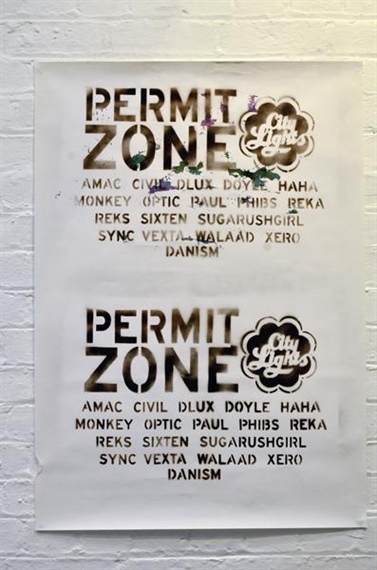 PERMIT
ZONE
City
Lights
AMAC CIVIL DLUX DOYLE HAHA
MONKEY OPTIC PAUL PHIBS REKA
REKS SIXTEN SUGARUSHGIRL
SYNC VEXTA WALAAD XERO
DANISM
PERMIT
ZONE
City
Lights
AMAC CIVIL DLUX DOYLE HAHA
MONKEY OPTIC PAUL PHIBS REKA
REKS SIXTEN SUGARUSHGIRL
SYNC VEXTA WALAAD XERO
DANISM